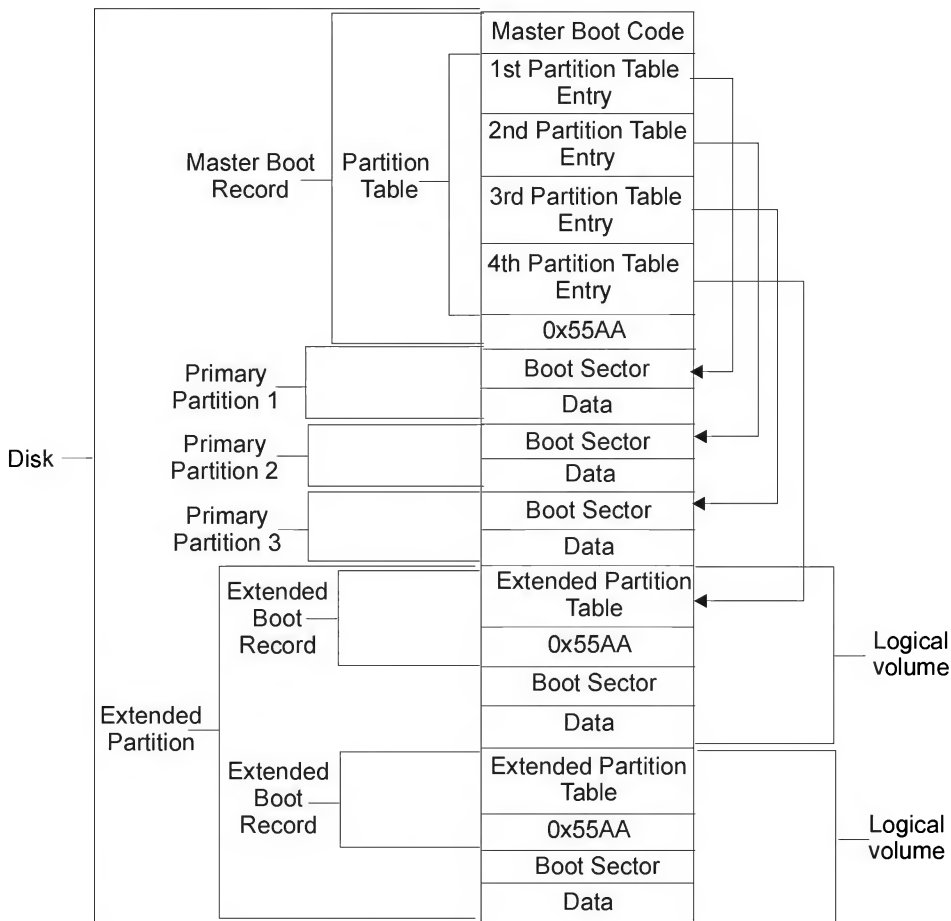 Master Boot Code
1st Partition Table
Entry
2nd Partition Table
Entry
Master Boot
Record
Partition
Table
3rd Partition Table
Entry
4th Partition Table
Entry
0x55AA
Primary
Partition 1
Boot Sector
Data
Disk
Primary
Partition 2
Boot Sector
Data
Primary
Partition 3
Boot Sector
Data
Extended
Partition
Extended
Boot
Record
Extended Partition
Table
0x55AA
Boot Sector
Data
Logical
volume
Extended
Boot
Record
Extended Partition
Table
0x55AA
Boot Sector
Data
Logical
volume